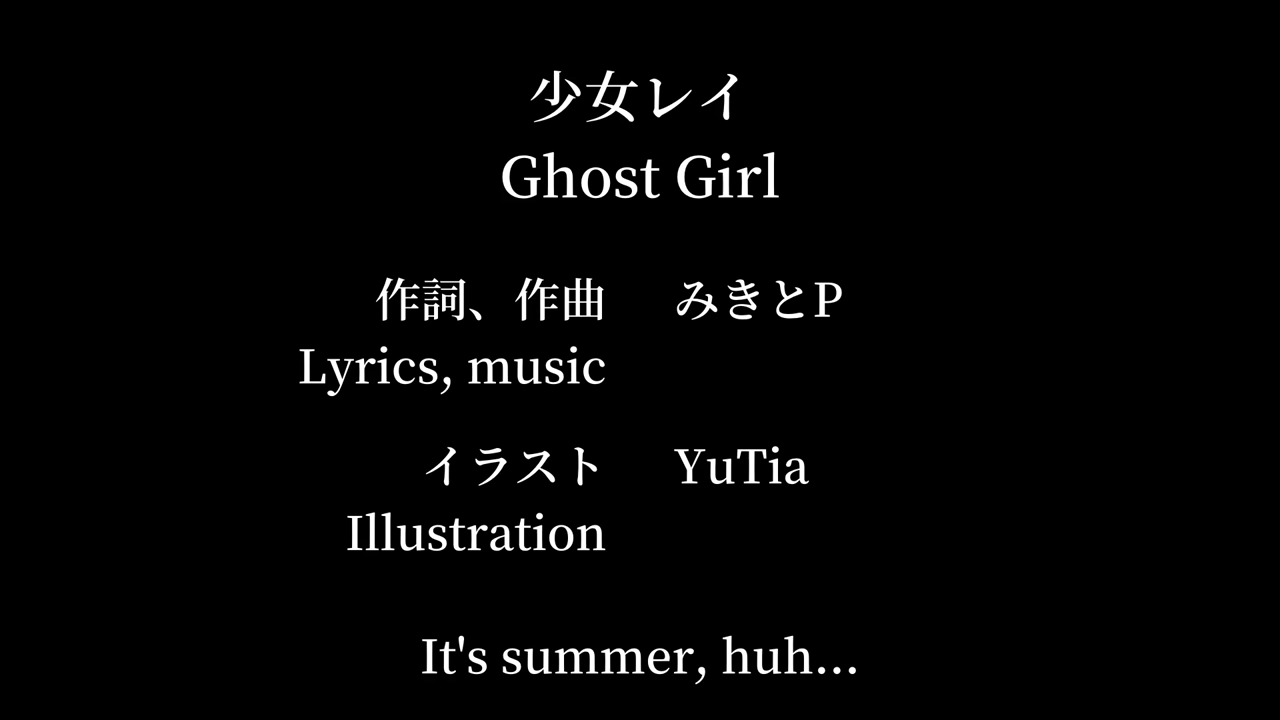 少女レイ
Ghost Girl
作詞、作曲 みきとP
Lyrics, music
イラスト YuTia
Illustration
It's summer, huh...